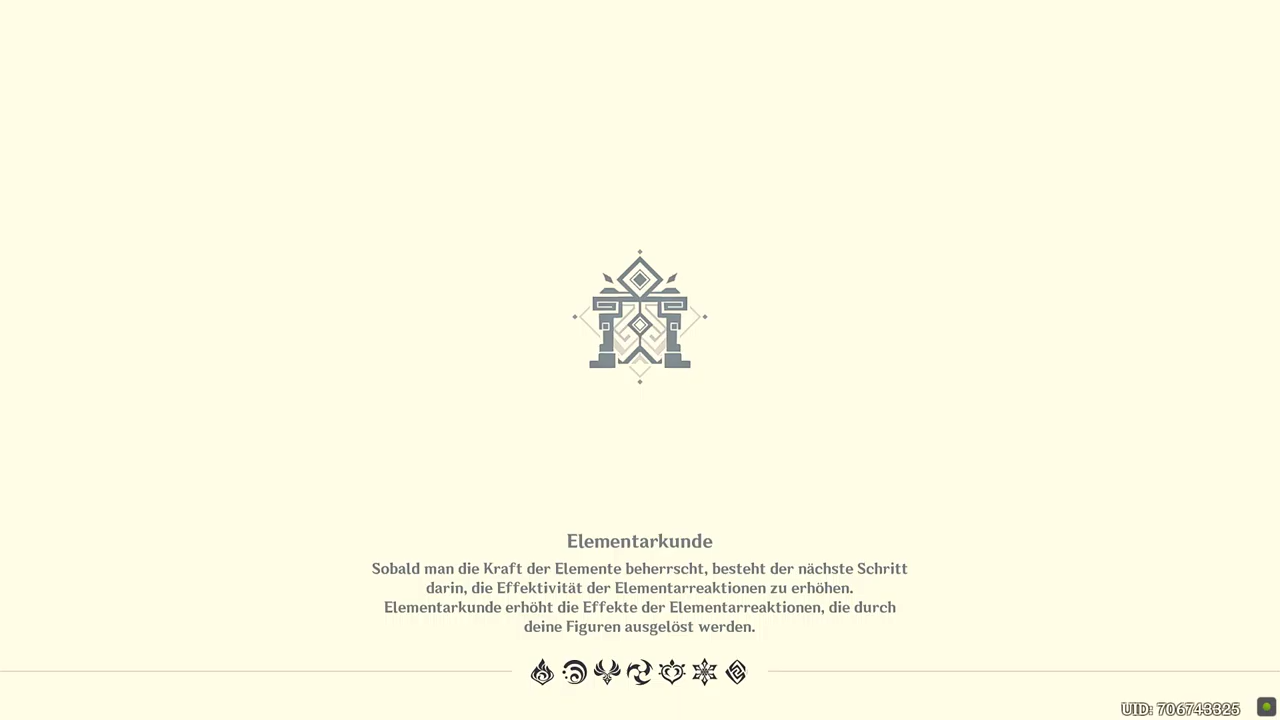 Elementarkunde
Sobald man die Kraft der Elemente beherrscht, besteht der nächste Schritt
darin, die Effektivität der Elementarreaktionen zu erhöhen.
Elementarkunde erhöht die Effekte der Elementarreaktionen, die durch
deine Figuren ausgelöst werden.
UID: 706743325